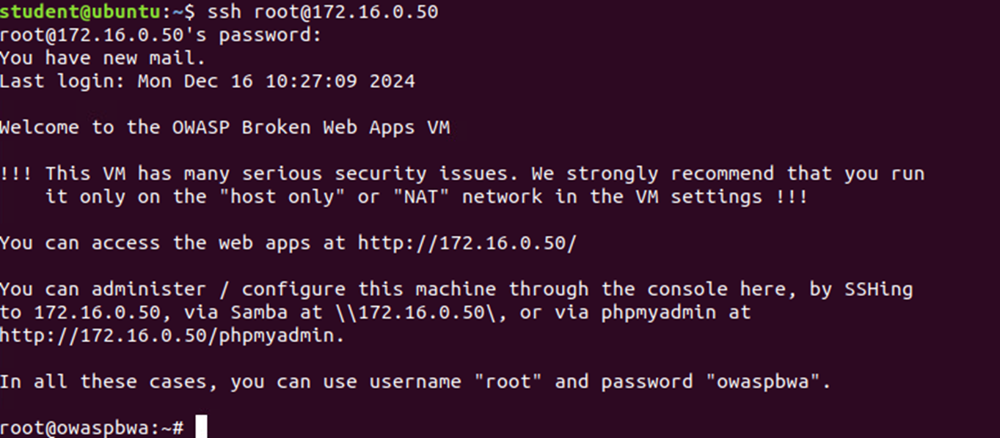 student@ubuntu:~$ ssh root@172.16.0.50
root@172.16.0.50's password:
You have new mail.
Last login: Mon Dec 16 10:27:09 2024
Welcome to the OWASP Broken Web Apps VM
!!! This VM has many serious security issues. We strongly recommend that you run
it only on the "host only" or "NAT" network in the VM settings !!!
You can access the web apps at http://172.16.0.50/
You can administer / configure this machine through the console here, by SSHing
to 172.16.0.50, via Samba at \\172.16.0.50\, or via phpmyadmin at
http://172.16.0.50/phpmyadmin.
In all these cases, you can use username "root" and password "owaspbwa".
root@owaspbwa:~#